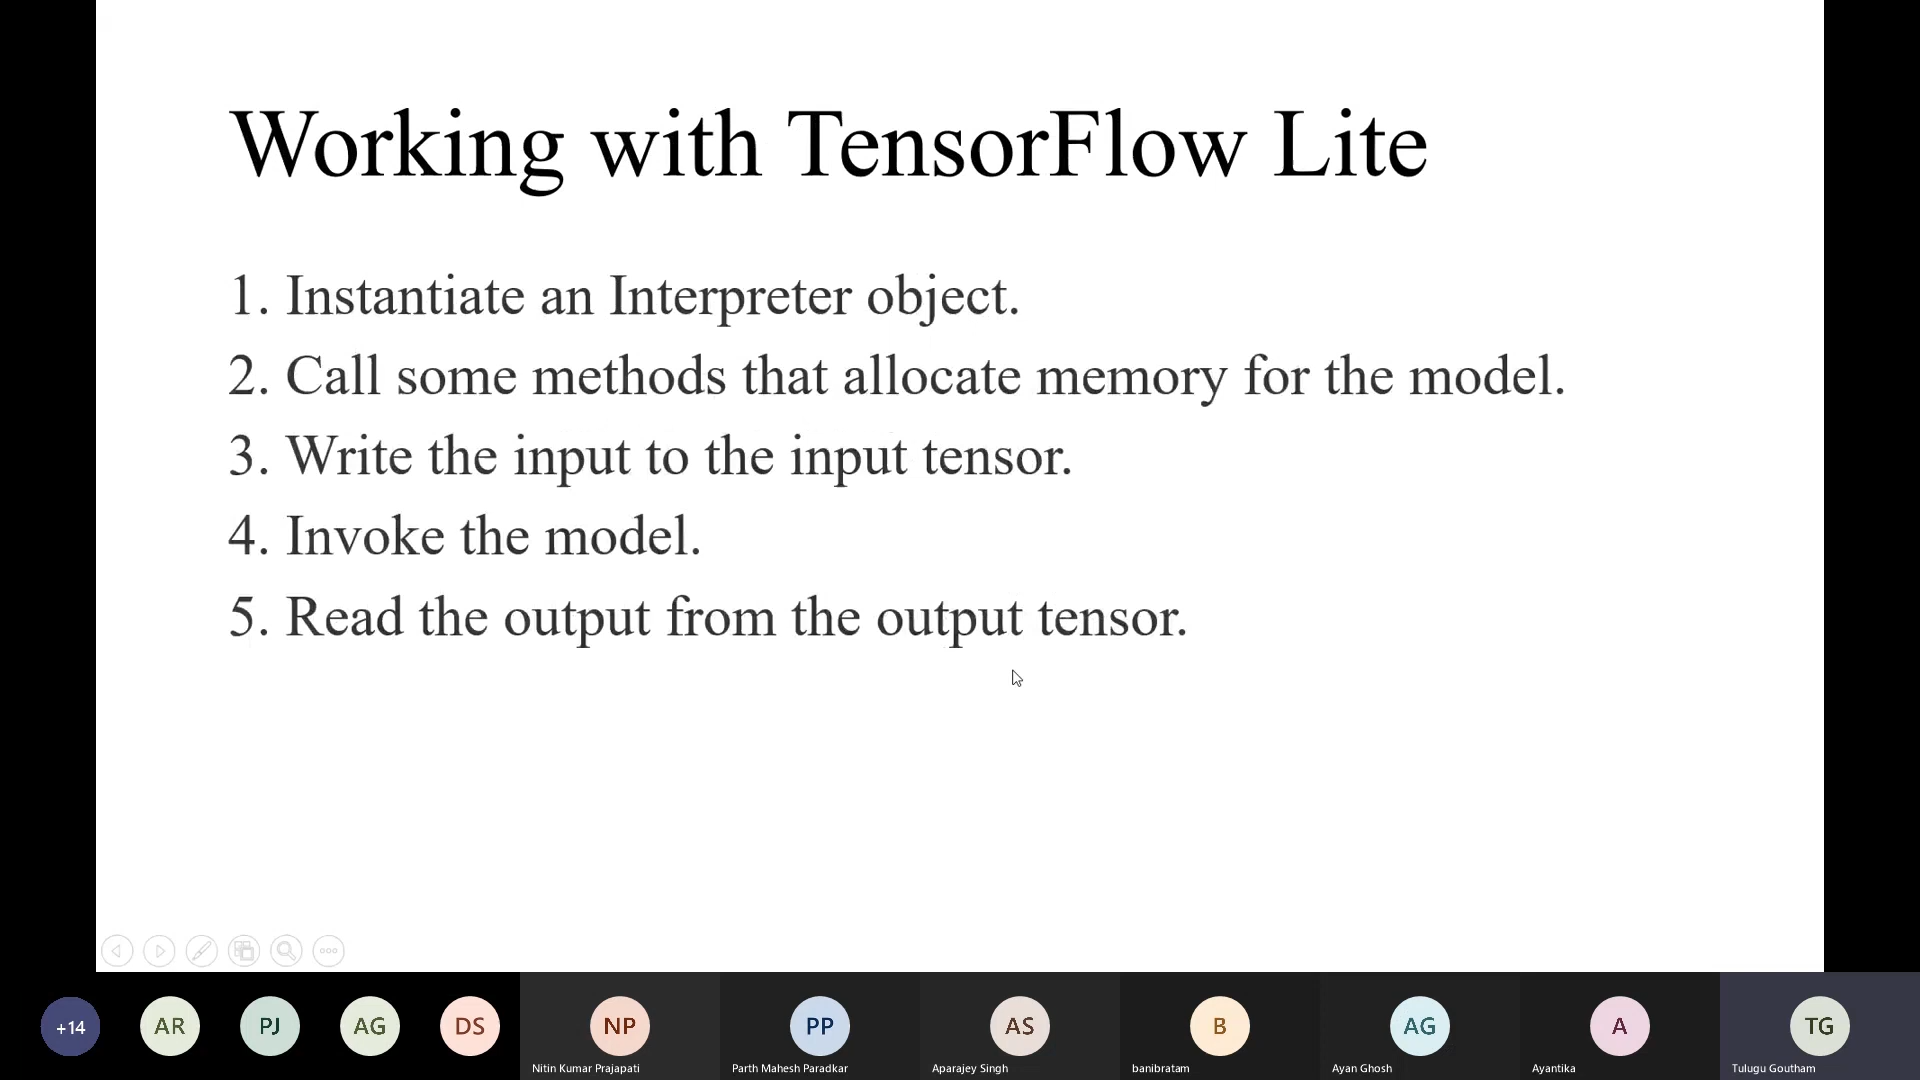 Working with TensorFlow Lite
1. Instantiate an Interpreter object.
2. Call some methods that allocate memory for the model.
3. Write the input to the input tensor.
4. Invoke the model.
5. Read the output from the output tensor.
+14 AR PJ AG DS NP PP AS B AG A TG
Nitin Kumar Prajapati Parth Mahesh Paradkar Aparajey Singh banibratam Ayan Ghosh Ayantika Tulugu Goutham